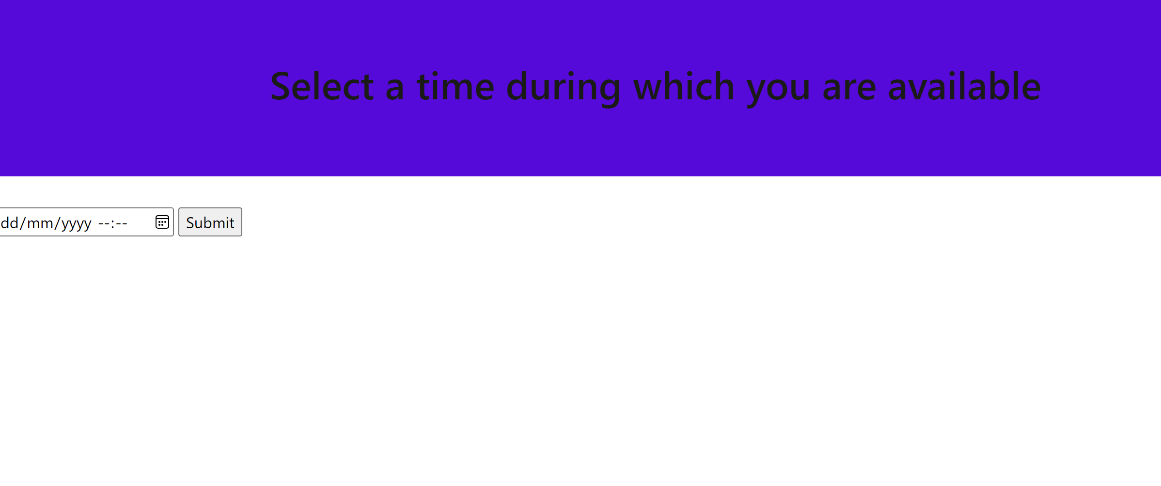 Select a time during which you are available
dd/mm/yyyy --:-- Submit